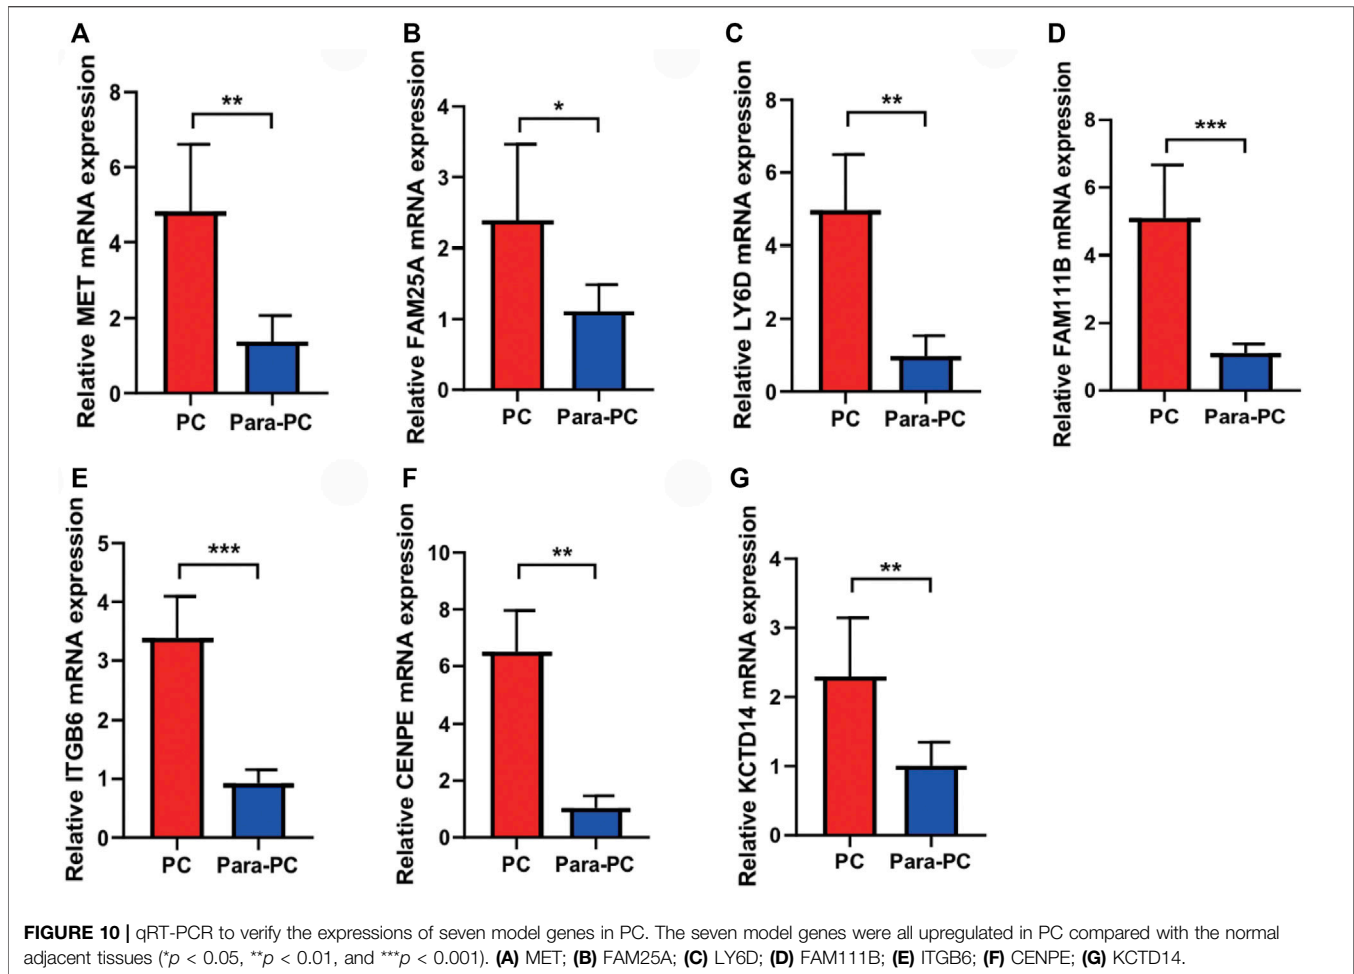 A
Relative MET mRNA expression
8
6
4
2
0
**
PC Para-PC
B
Relative FAM25A mRNA expression
4
3
2
1
0
*
PC Para-PC
C
Relative LY6D mRNA expression
8
6
4
2
0
**
PC Para-PC
D
Relative FAM111B mRNA expression
8
6
4
2
0
***
PC Para-PC
E
Relative ITGB6 mRNA expression
5
4
3
2
1
0
***
PC Para-PC
F
Relative CENPE mRNA expression
10
8
6
4
2
0
**
PC Para-PC
G
Relative KCTD14 mRNA expression
4
3
2
1
0
**
PC Para-PC
FIGURE 10 | qRT-PCR to verify the expressions of seven model genes in PC. The seven model genes were all upregulated in PC compared with the normal
adjacent tissues (*p < 0.05, **p < 0.01, and ***p < 0.001). (A) MET; (B) FAM25A; (C) LY6D; (D) FAM111B; (E) ITGB6; (F) CENPE; (G) KCTD14.